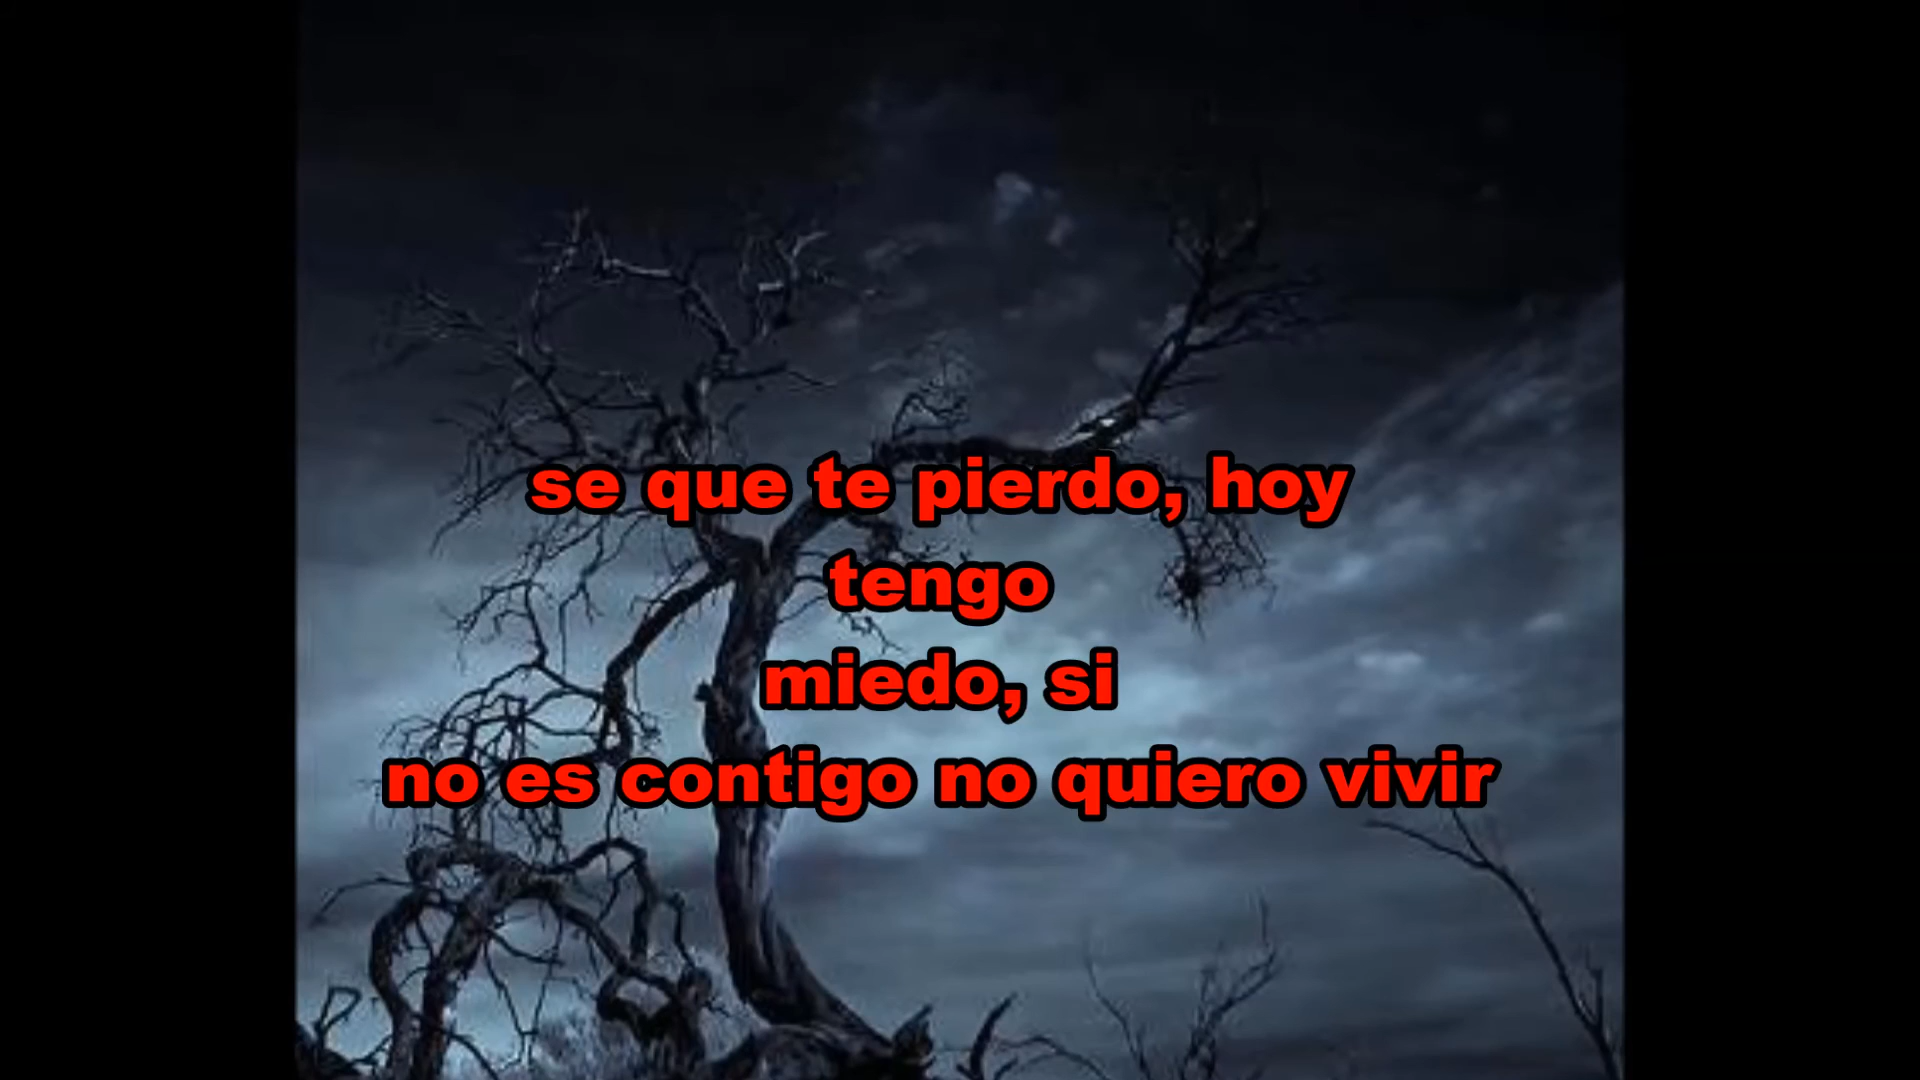 se que te pierdo, hoy
tengo
miedo, si
no es contigo no quiero vivir